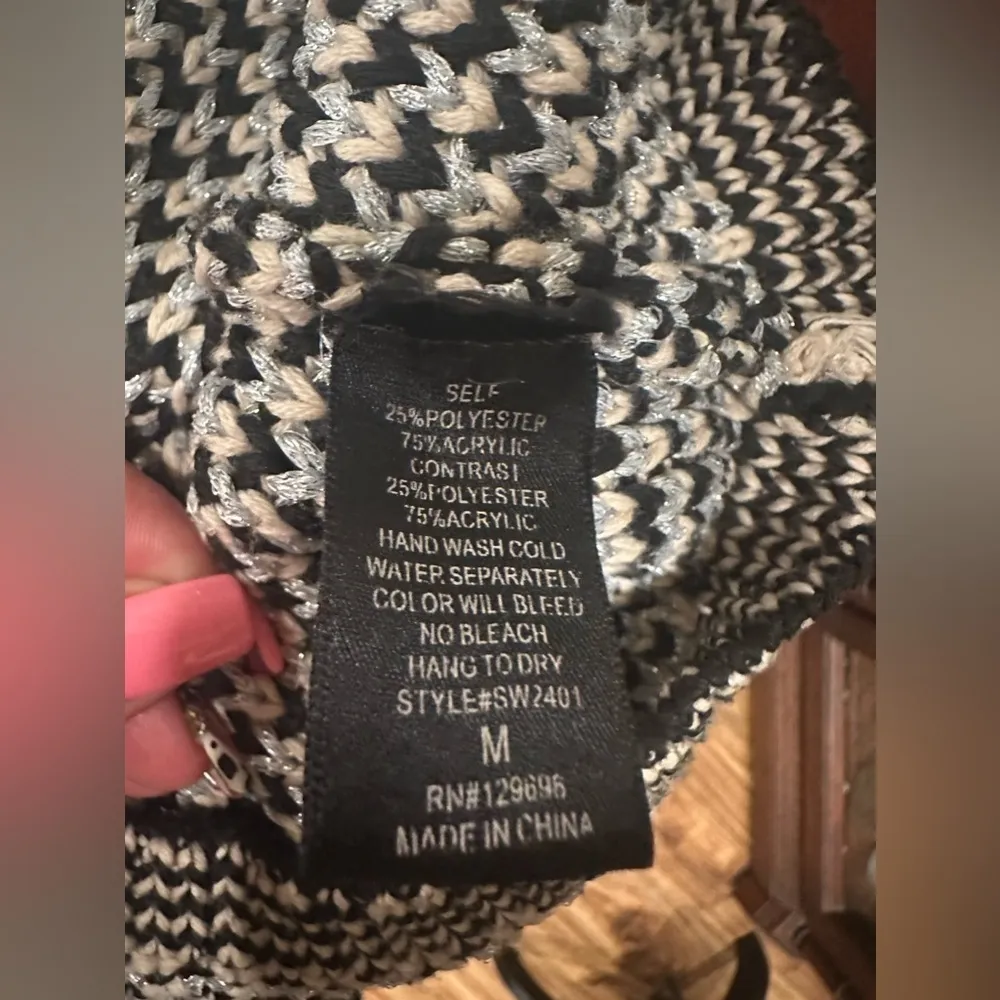 SELF
25%POLYESTER
75%ACRYLIC
CONTRAST
25%POLYESTER
75%ACRYLIC
HAND WASH COLD
WATER SEPARATELY
COLOR WILL BLEED
NO BLEACH
HANG TO DRY
STYLE#SW2401
M
RN#129696
MADE IN CHINA